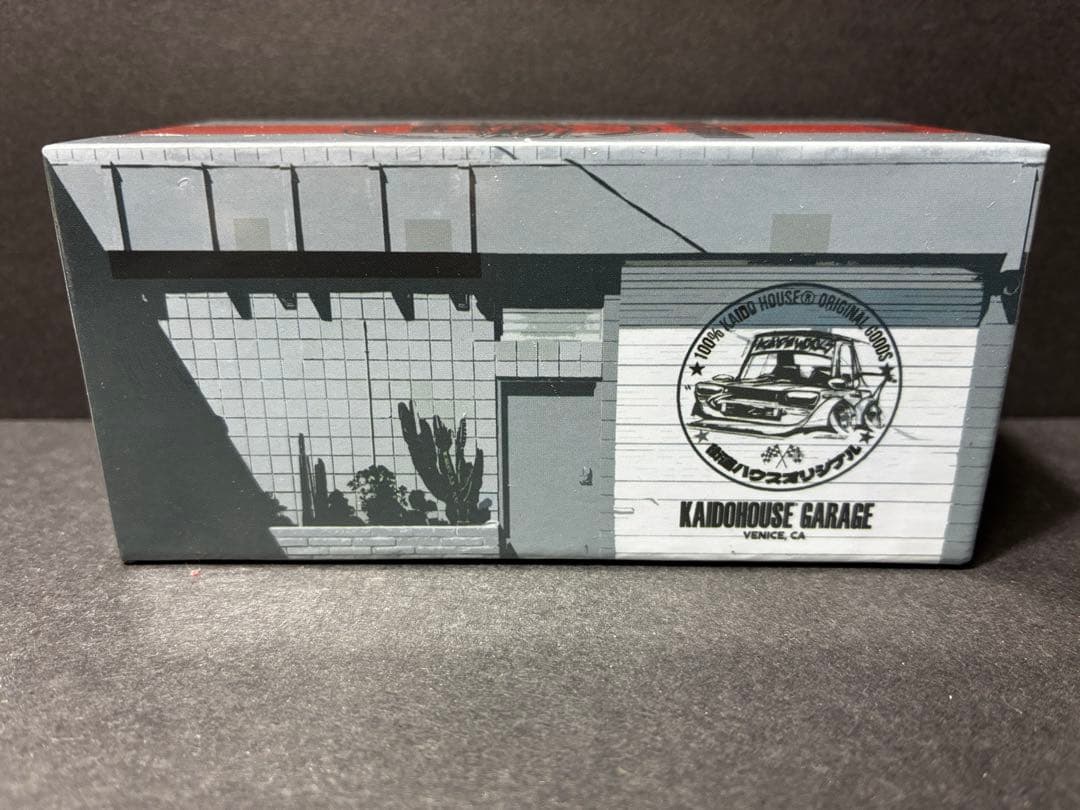 100% KAIDO HOUSE® ORIGINAL GOODS
街道ハウスオリジナル
KAIDOHOUSE GARAGE
VENICE, CA